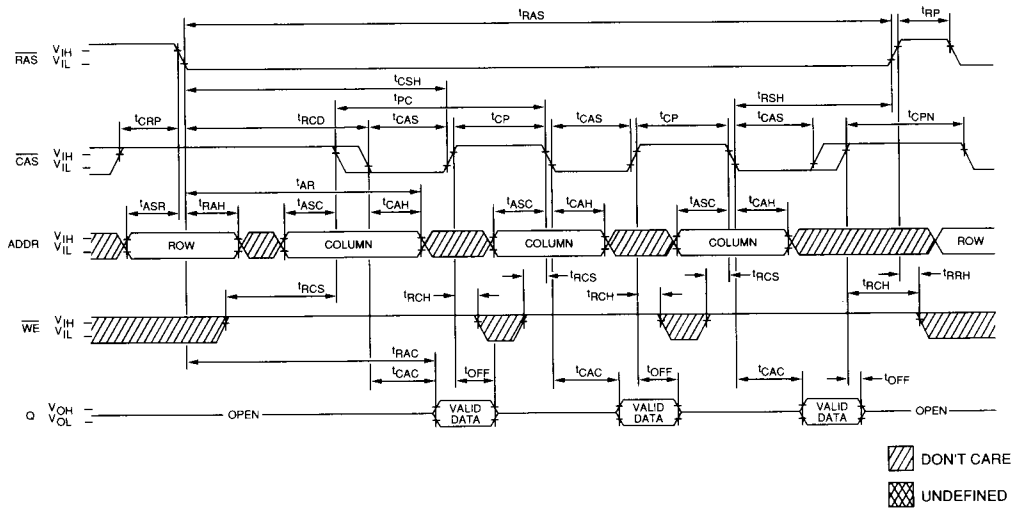 tRAS tRP
RAS VIH
VIL
tCSH
tPC tRSH
tCRP tRCD tCAS tCP tCAS tCP tCAS tCPN
CAS VIH
VIL
tAR
tASR tRAH tASC tCAH tASC tCAH tASC tCAH
ADDR VIH
VIL
ROW COLUMN COLUMN COLUMN ROW
tRCS tRCH tRCS tRCH tRCS tRCH tRRH
WE VIH
VIL
tRAC
tCAC tOFF tCAC tOFF tCAC tOFF
Q VOH
VOL
OPEN VALID DATA VALID DATA VALID DATA OPEN
DON'T CARE
UNDEFINED